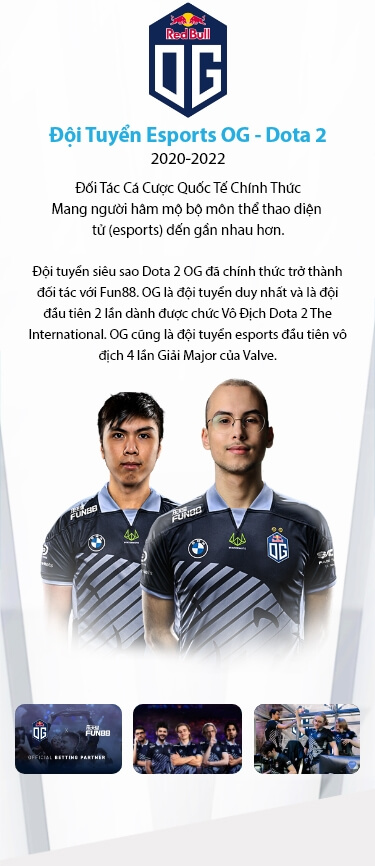 Red Bull
OG
Đội Tuyển Esports OG - Dota 2
2020-2022
Đối Tác Cá Cược Quốc Tế Chính Thức
Mang người hâm mộ bộ môn thể thao diện
tử (esports) dến gần nhau hơn.
Đội tuyển siêu sao Dota 2 OG đã chính thức trở thành
đối tác với Fun88. OG là đội tuyển duy nhất và là đội
đầu tiên 2 lần dành được chức Vô Địch Dota 2 The
International. OG cũng là đội tuyển esports đầu tiên vô
địch 4 lần Giải Major của Valve.
FUN88
FUN88
BMW
BMW
OG
OG
X
FUN88
OFFICIAL BETTING PARTNER